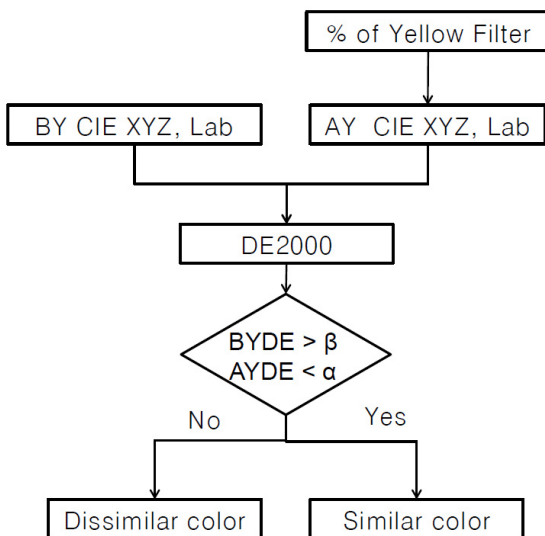 % of Yellow Filter
BY CIE XYZ, Lab
AY CIE XYZ, Lab
DE2000
BYDE > β
AYDE < α
No
Yes
Dissimilar color
Similar color